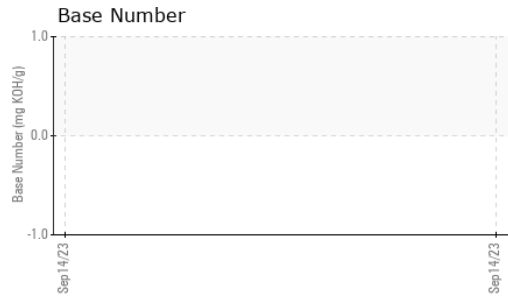 Base Number
1.0
0.0
-1.0
Base Number (mg KOH/g)
Sep14/23
Sep14/23